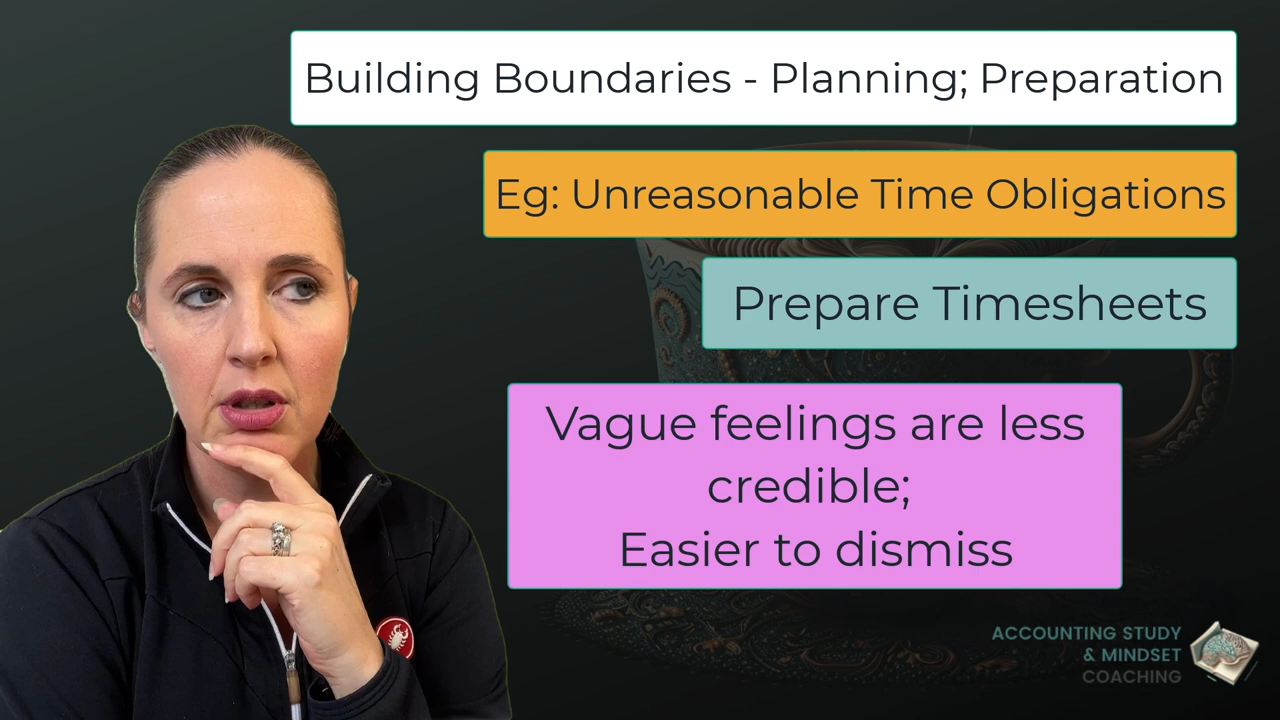 Building Boundaries - Planning; Preparation
Eg: Unreasonable Time Obligations
Prepare Timesheets
Vague feelings are less
credible;
Easier to dismiss
ACCOUNTING STUDY
& MINDSET
COACHING